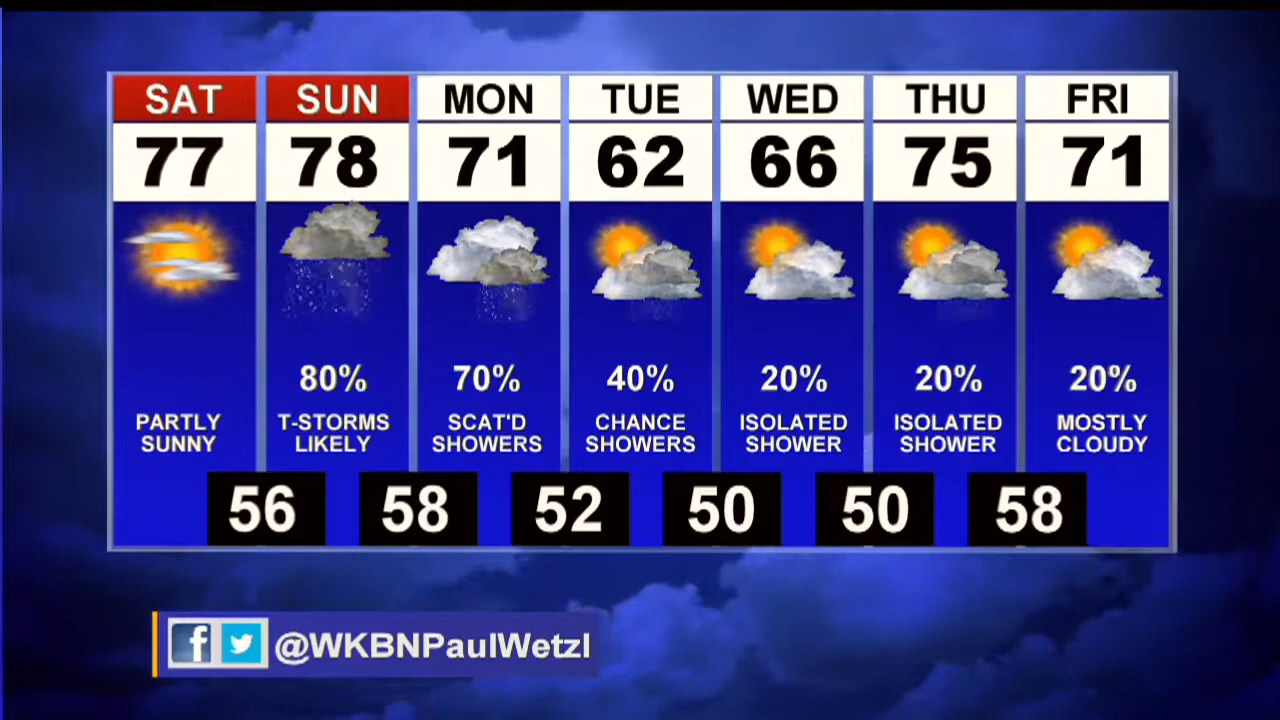 SAT SUN MON TUE WED THU FRI
77 78 71 62 66 75 71
80% 70% 40% 20% 20% 20%
PARTLY T-STORMS SCAT'D CHANCE ISOLATED ISOLATED MOSTLY
SUNNY LIKELY SHOWERS SHOWERS SHOWER SHOWER CLOUDY
56 58 52 50 50 58
f @WKBNPaulWetzl